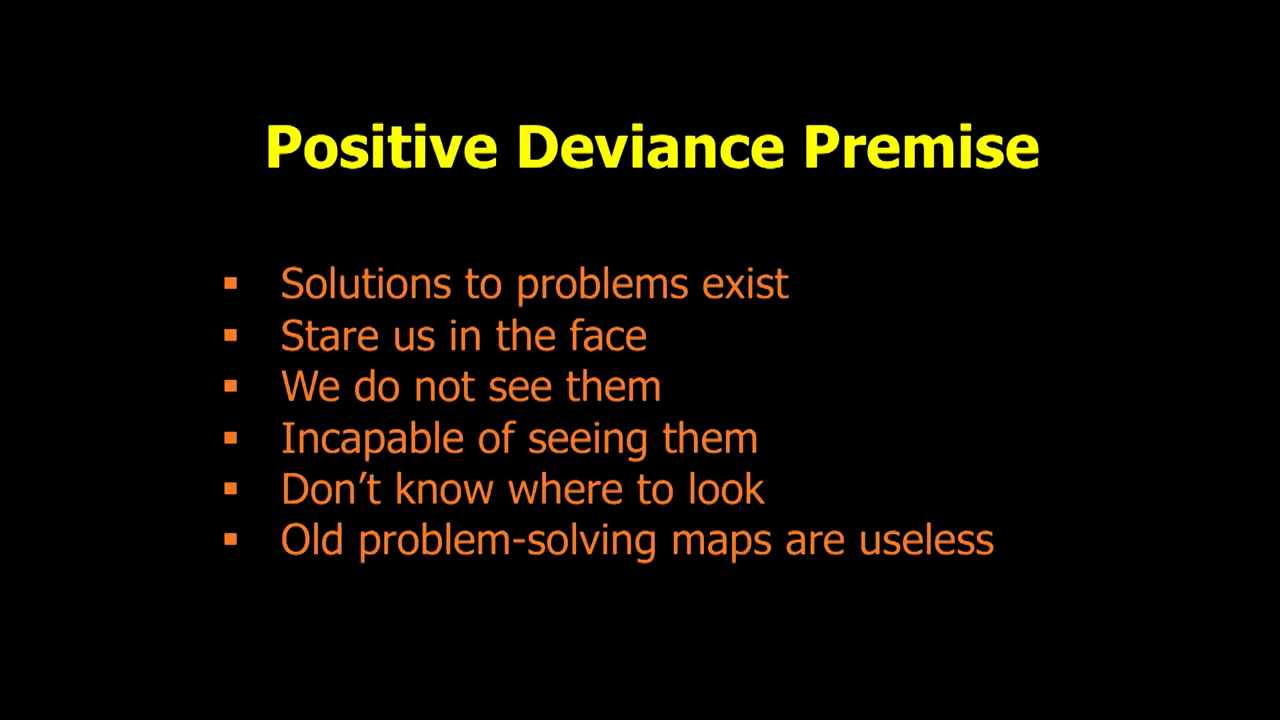 Positive Deviance Premise
▪ Solutions to problems exist
▪ Stare us in the face
▪ We do not see them
▪ Incapable of seeing them
▪ Don’t know where to look
▪ Old problem-solving maps are useless